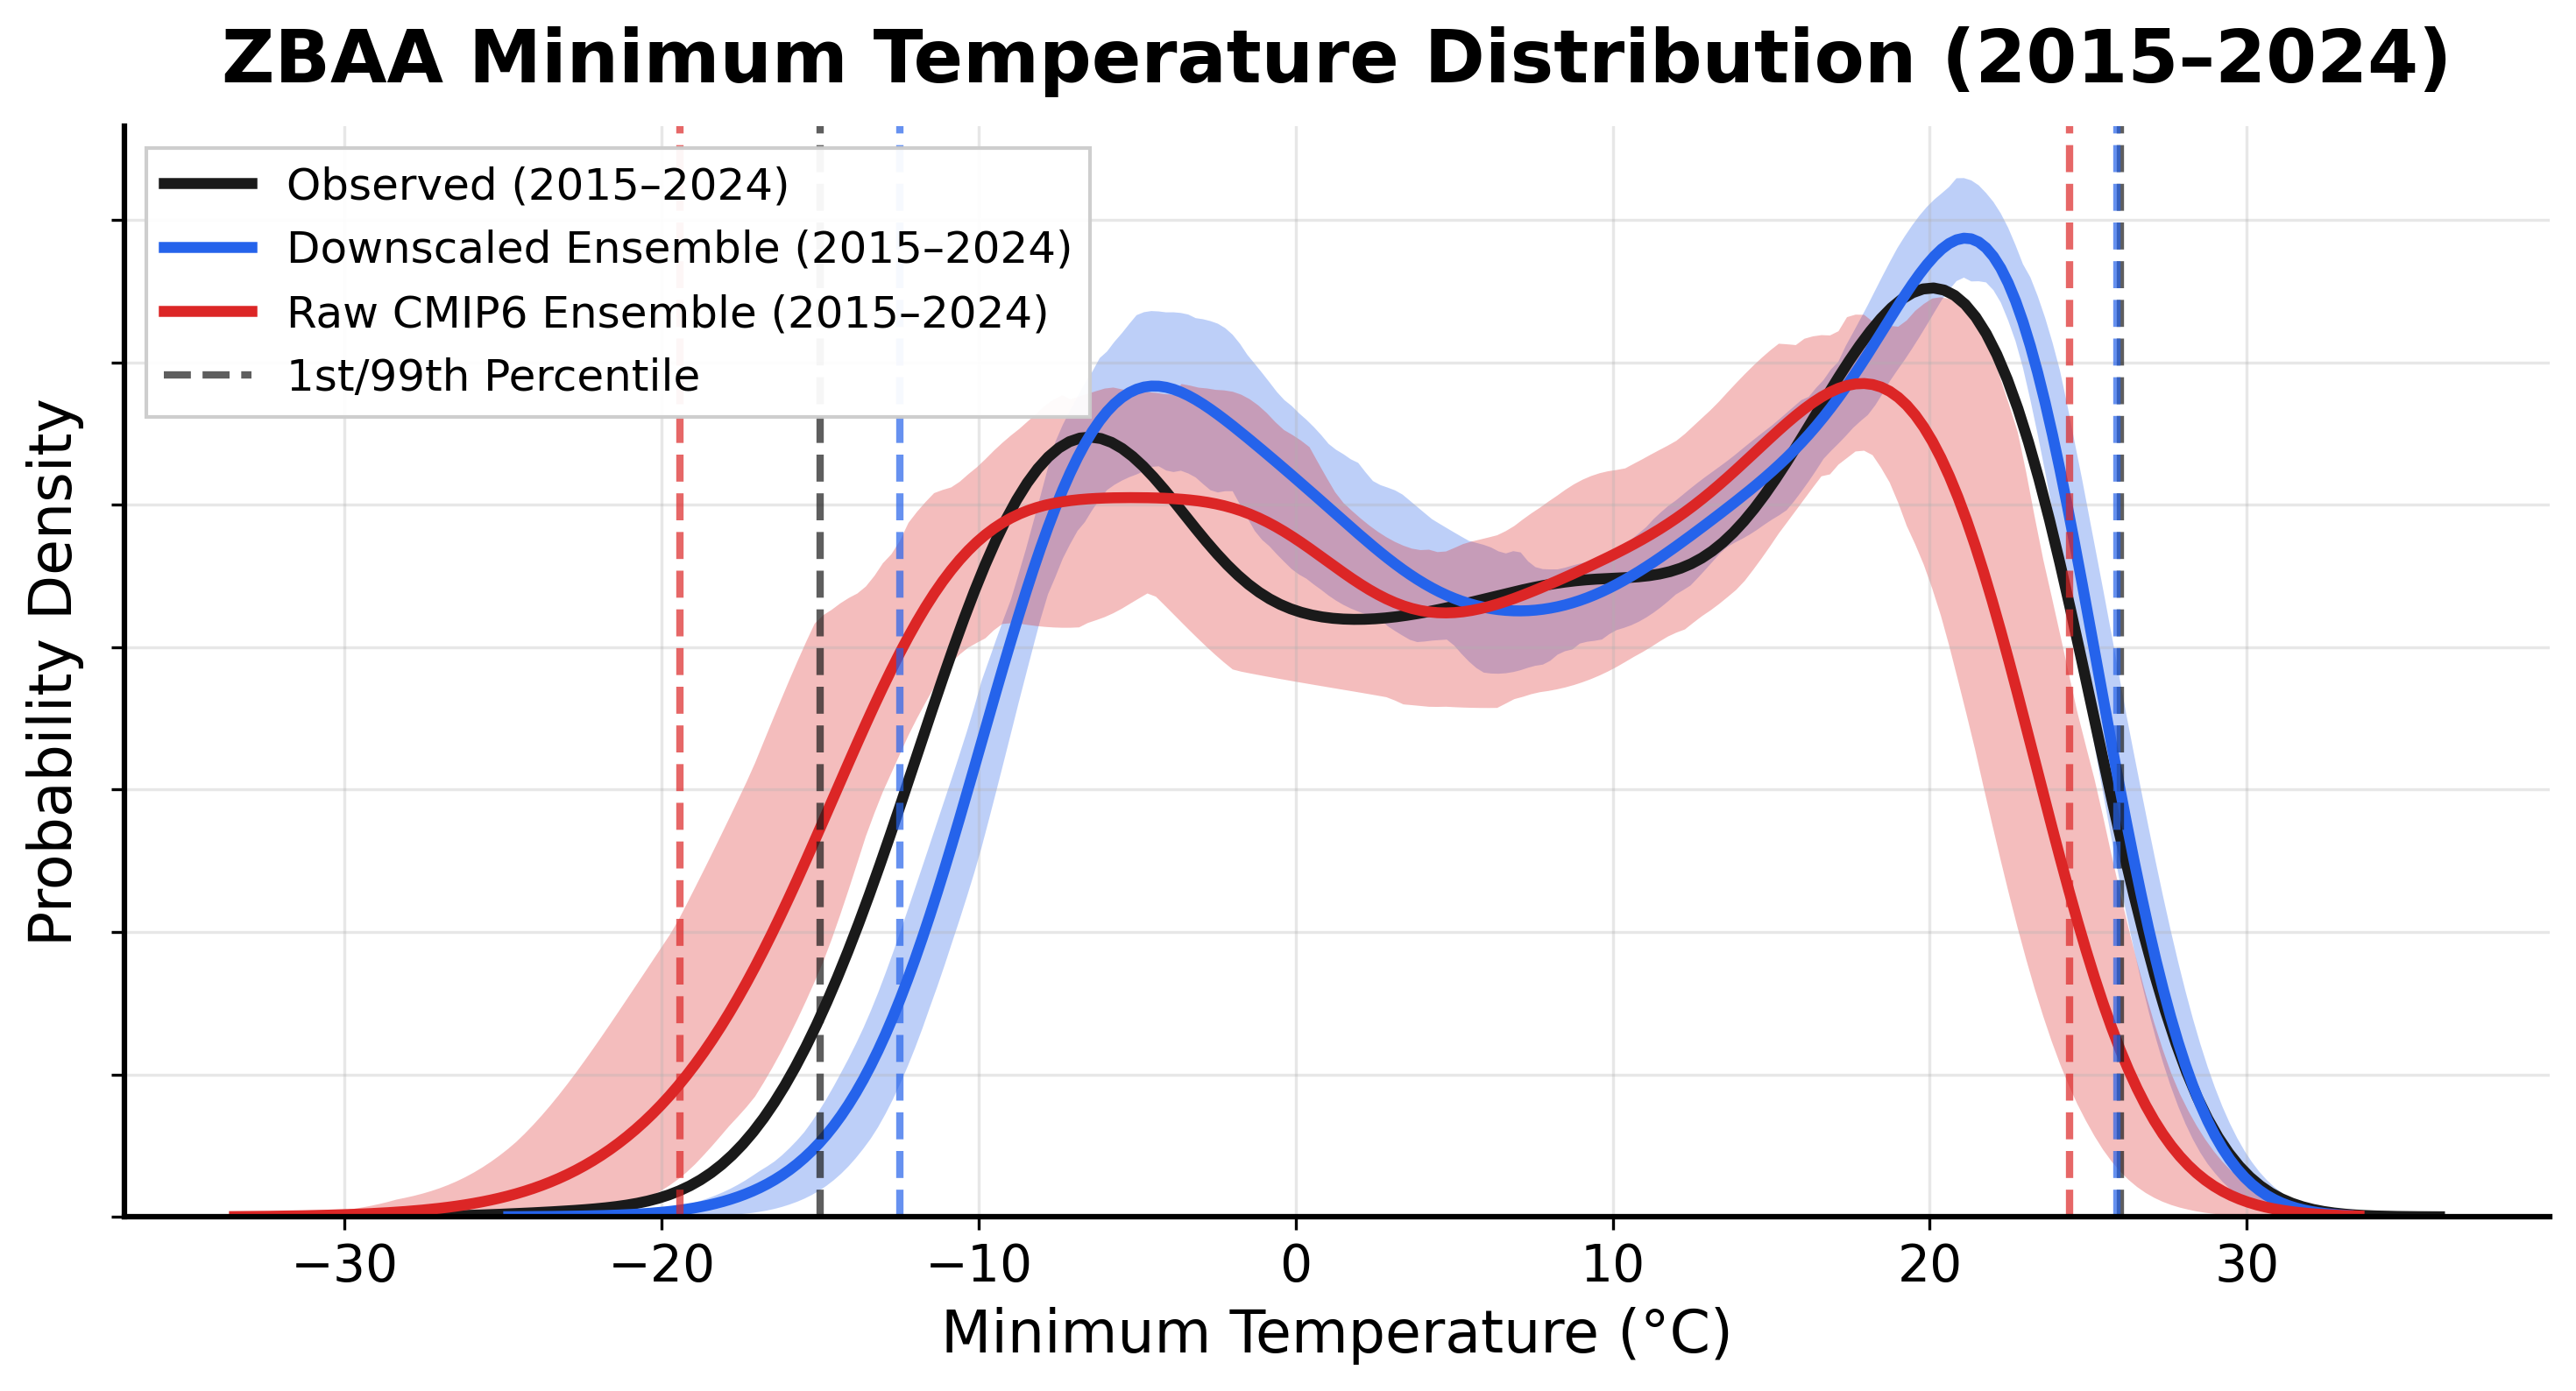 ZBAA Minimum Temperature Distribution (2015–2024)
Observed (2015–2024)
Downscaled Ensemble (2015–2024)
Raw CMIP6 Ensemble (2015–2024)
1st/99th Percentile
Probability Density
−30 −20 −10 0 10 20 30
Minimum Temperature (°C)